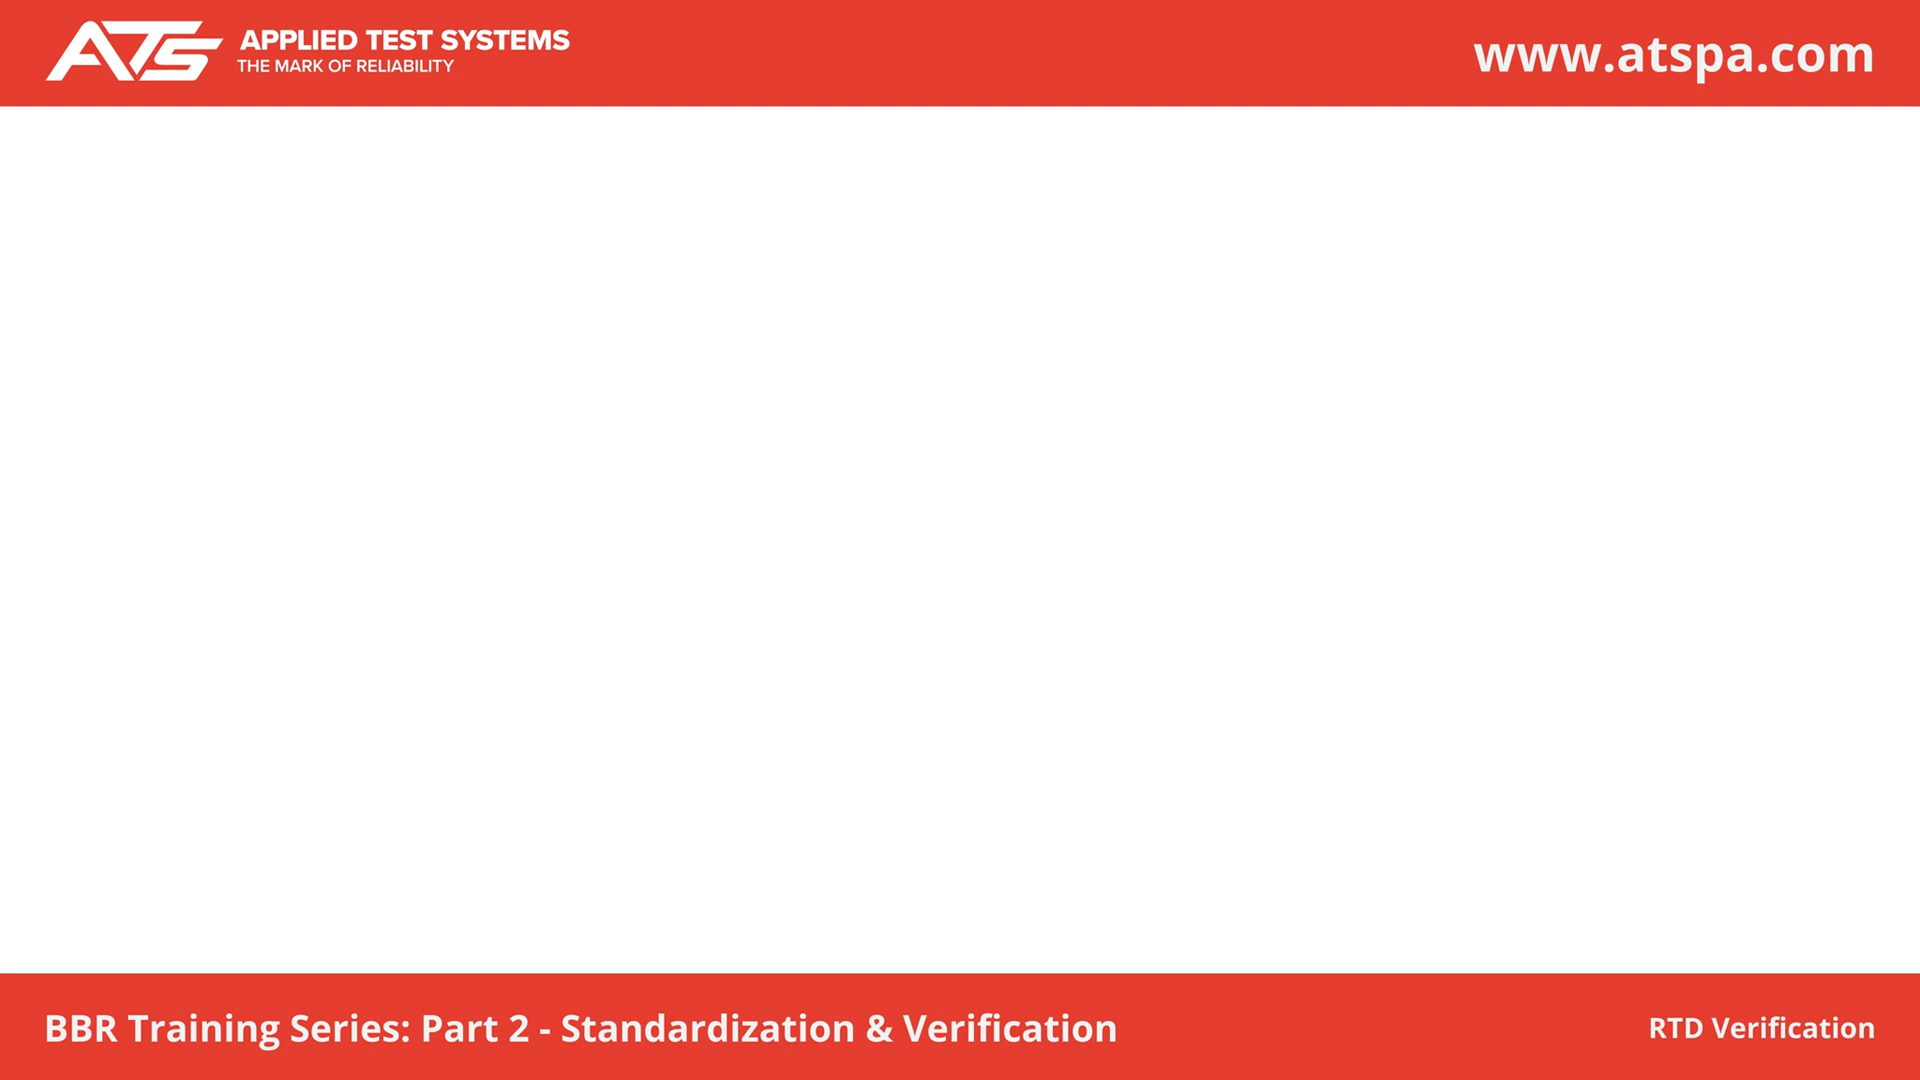 ATS
APPLIED TEST SYSTEMS
THE MARK OF RELIABILITY
www.atspa.com
BBR Training Series: Part 2 - Standardization & Verification
RTD Verification